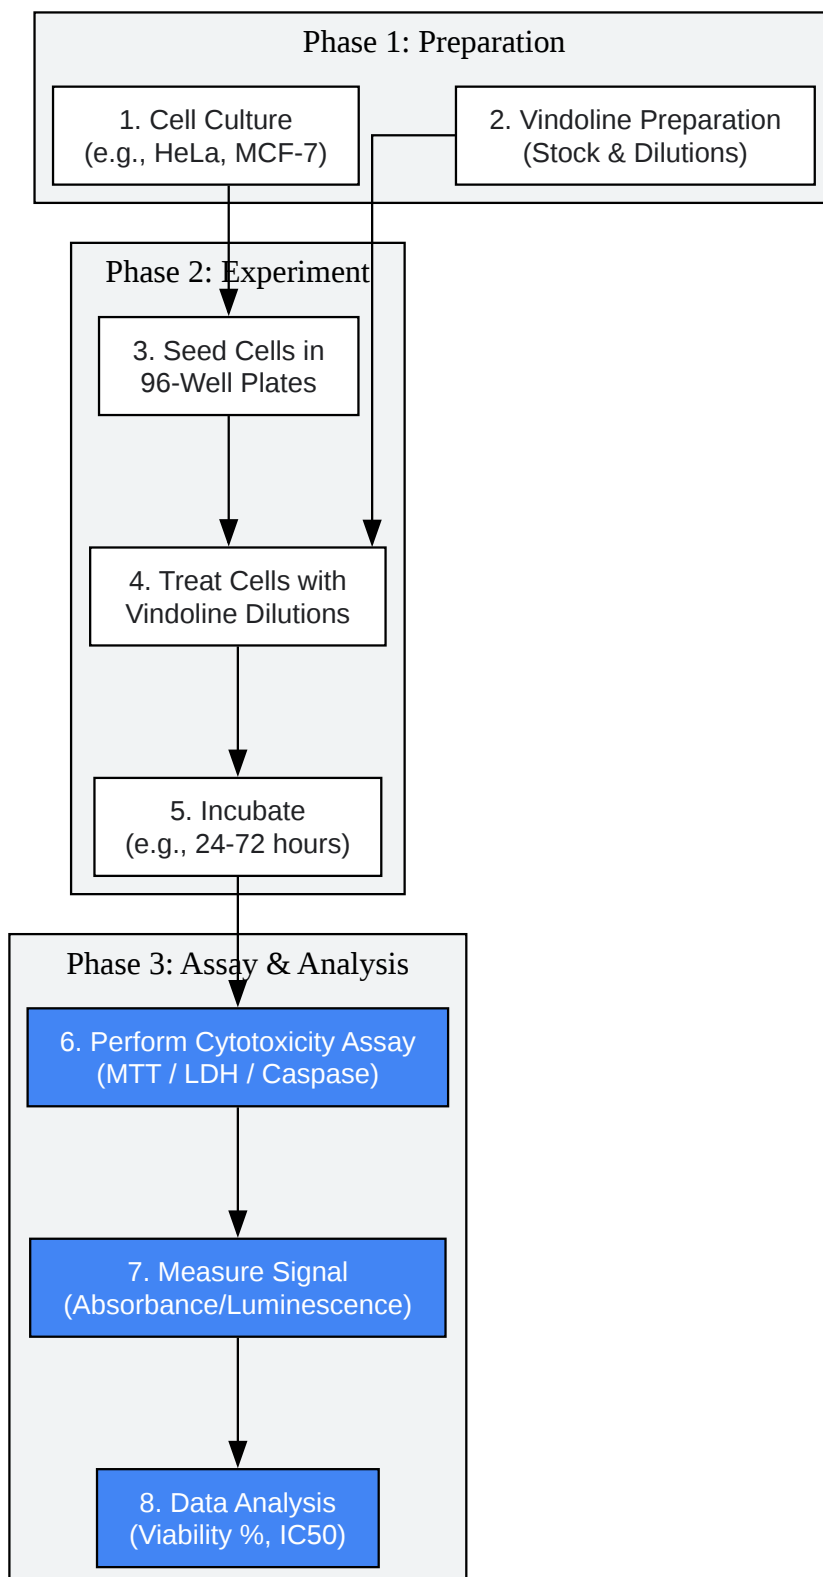 Phase 1: Preparation
1. Cell Culture
(e.g., HeLa, MCF-7)
2. Vindoline Preparation
(Stock & Dilutions)
Phase 2: Experiment
3. Seed Cells in
96-Well Plates
4. Treat Cells with
Vindoline Dilutions
5. Incubate
(e.g., 24-72 hours)
Phase 3: Assay & Analysis
6. Perform Cytotoxicity Assay
(MTT / LDH / Caspase)
7. Measure Signal
(Absorbance/Luminescence)
8. Data Analysis
(Viability %, IC50)